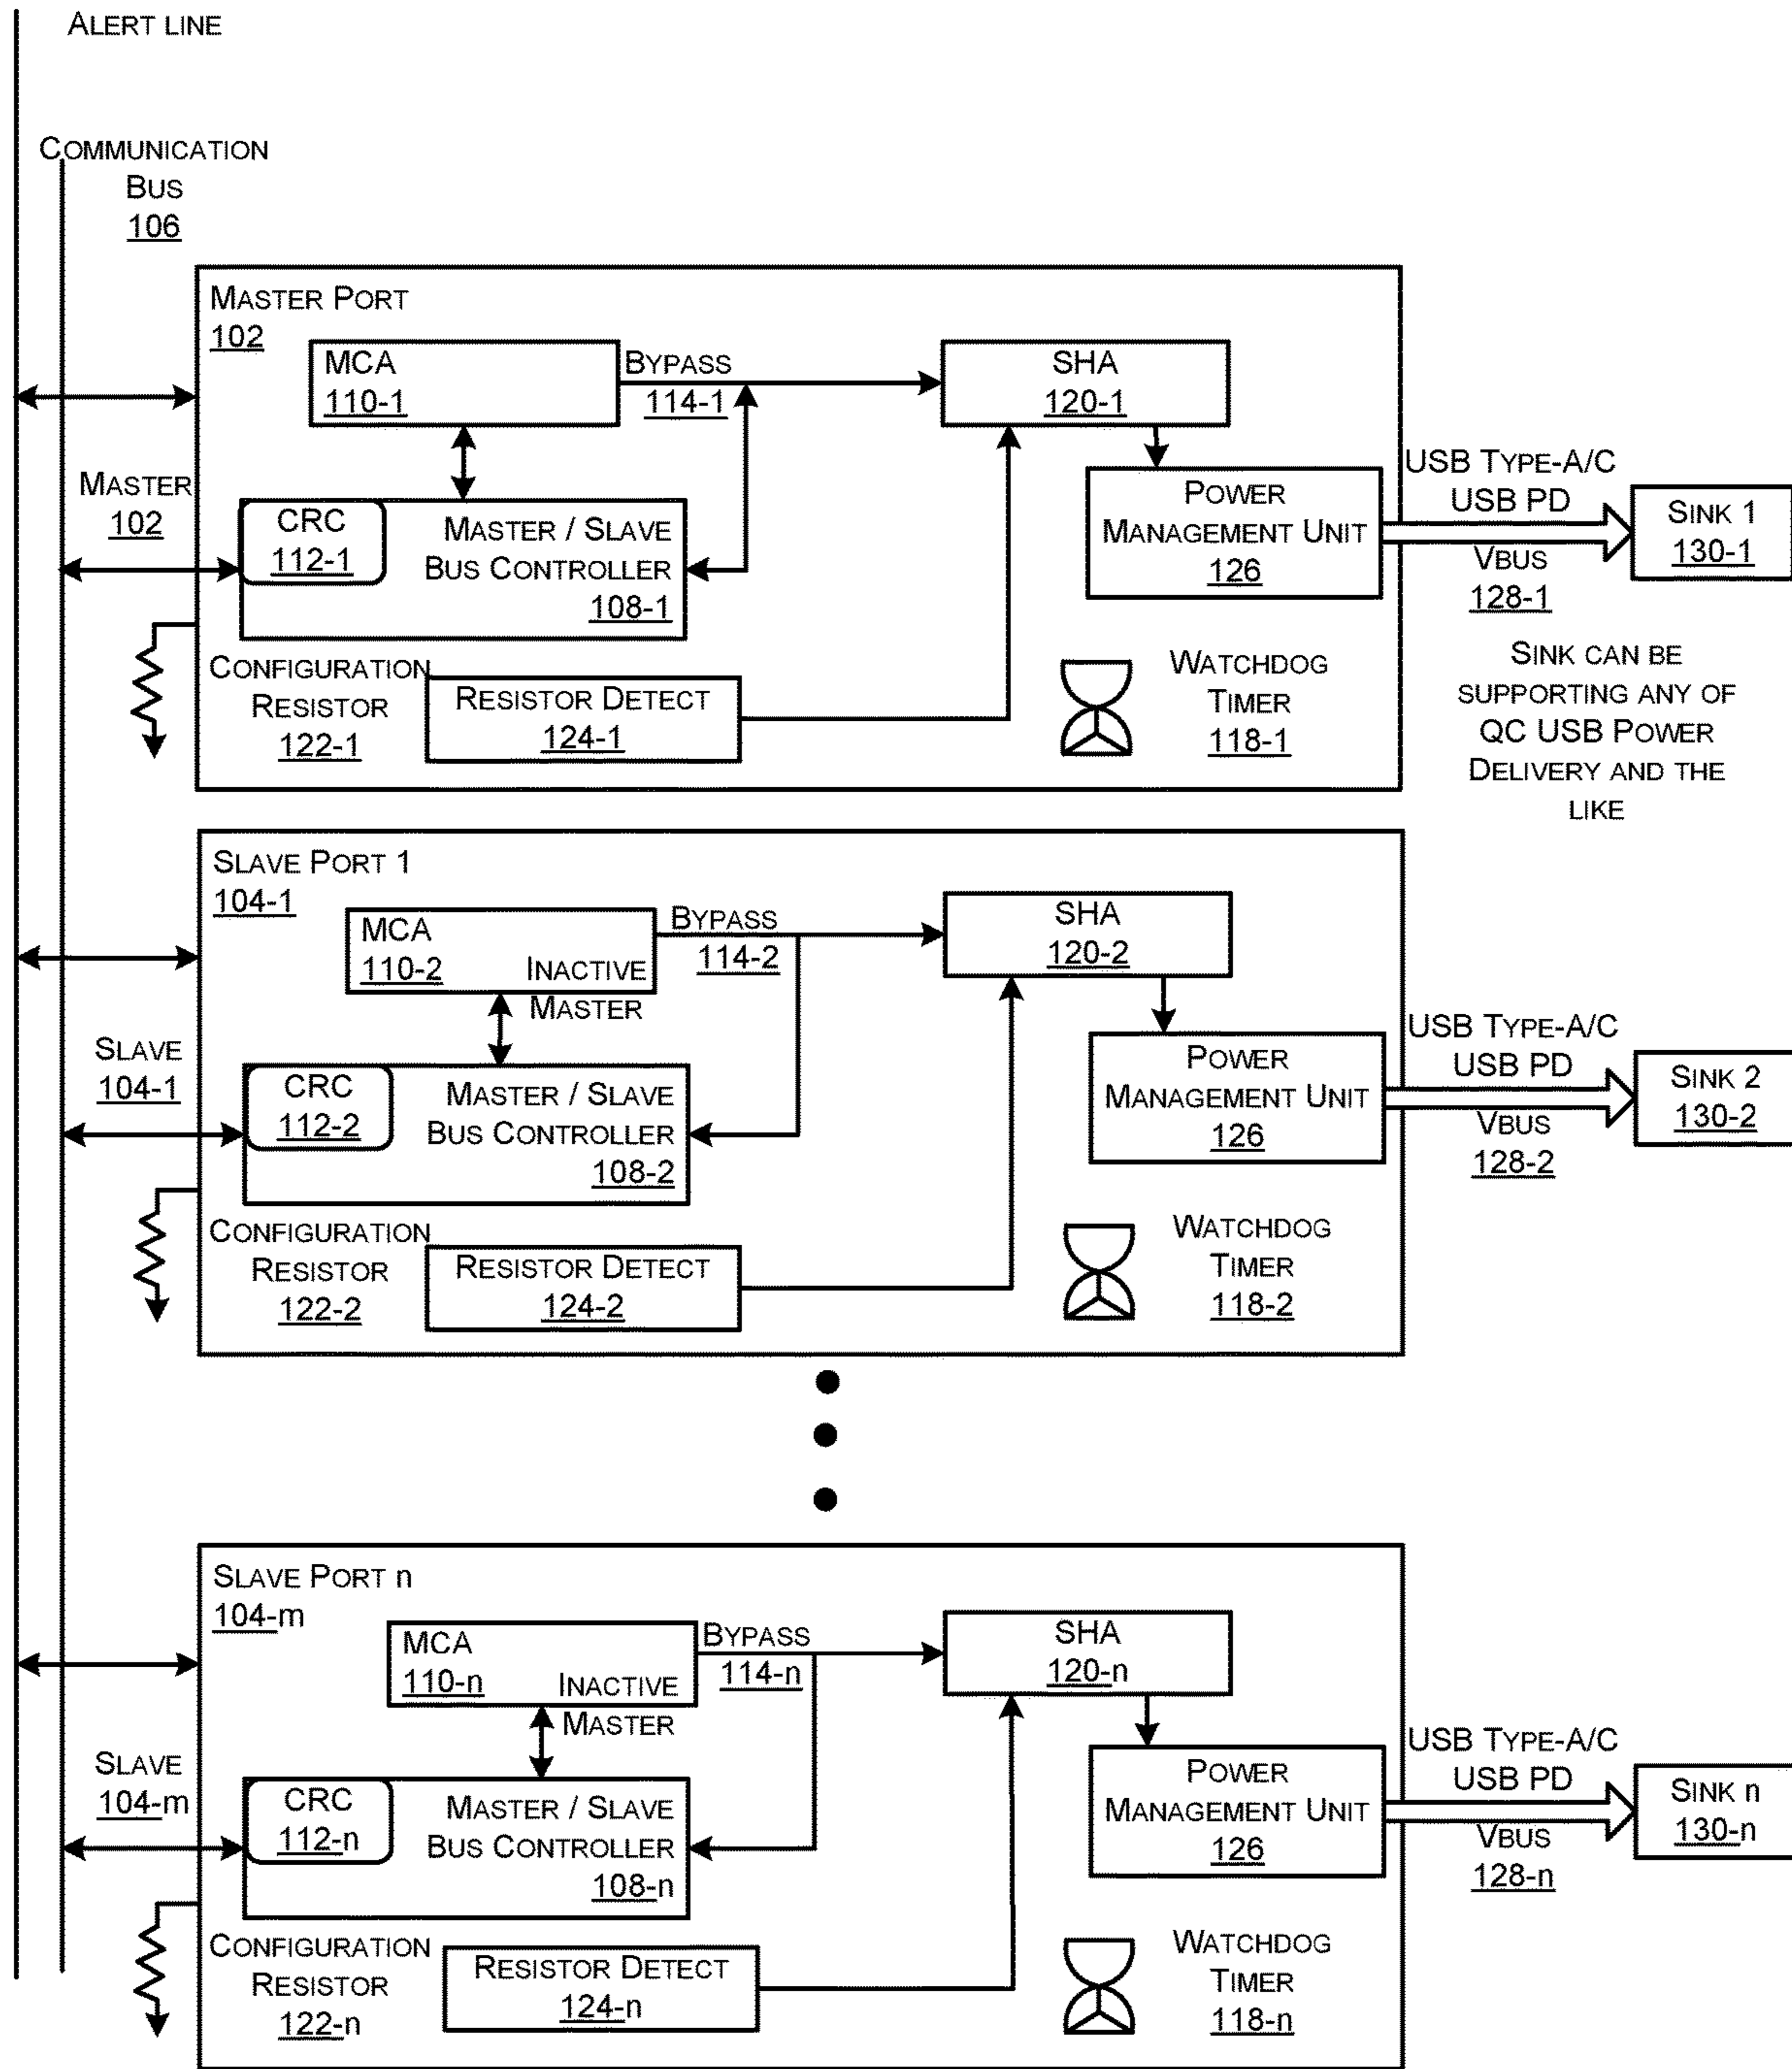 ALERT LINE
COMMUNICATION
BUS
106
MASTER PORT
102
MCA
110-1
BYPASS
114-1
SHA
120-1
MASTER
102
CRC
112-1
MASTER / SLAVE
BUS CONTROLLER
108-1
POWER
MANAGEMENT UNIT
126
USB TYPE-A/C
USB PD
VBUS
128-1
SINK 1
130-1
CONFIGURATION
RESISTOR
122-1
RESISTOR DETECT
124-1
WATCHDOG
TIMER
118-1
SINK CAN BE
SUPPORTING ANY OF
QC USB POWER
DELIVERY AND THE
LIKE
SLAVE PORT 1
104-1
MCA
110-2
INACTIVE
MASTER
BYPASS
114-2
SHA
120-2
SLAVE
104-1
CRC
112-2
MASTER / SLAVE
BUS CONTROLLER
108-2
POWER
MANAGEMENT UNIT
126
USB TYPE-A/C
USB PD
VBUS
128-2
SINK 2
130-2
CONFIGURATION
RESISTOR
122-2
RESISTOR DETECT
124-2
WATCHDOG
TIMER
118-2
SLAVE PORT n
104-m
MCA
110-n
INACTIVE
MASTER
BYPASS
114-n
SHA
120-n
SLAVE
104-m
CRC
112-n
MASTER / SLAVE
BUS CONTROLLER
108-n
POWER
MANAGEMENT UNIT
126
USB TYPE-A/C
USB PD
VBUS
128-n
SINK n
130-n
CONFIGURATION
RESISTOR
122-n
RESISTOR DETECT
124-n
WATCHDOG
TIMER
118-n